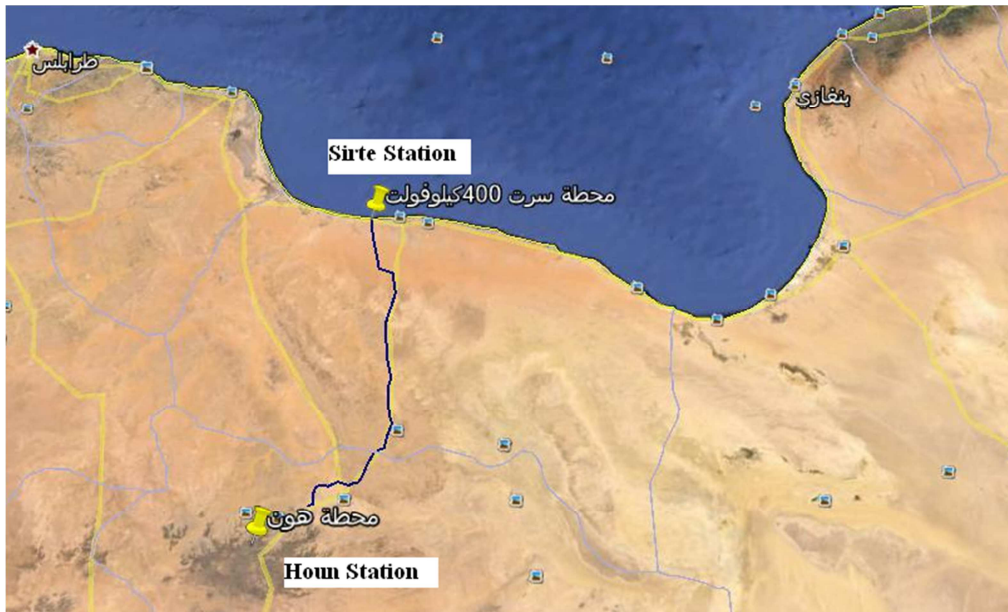 طرابلس
بنغازي
Sirte Station
محطة سرت 400كيلوفولت
محطة هون
Houn Station